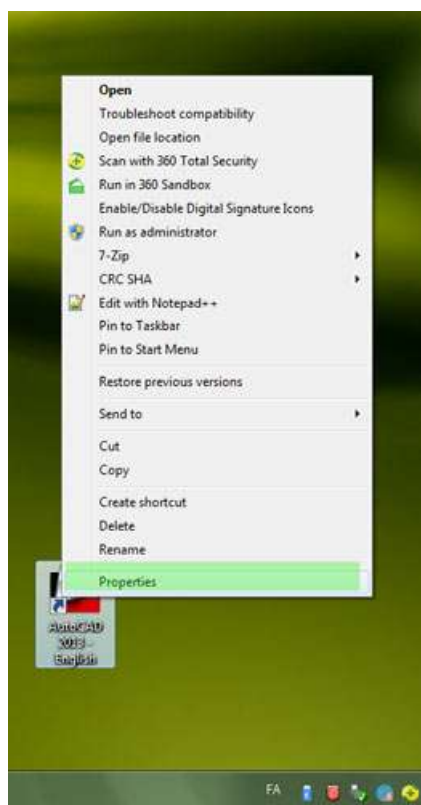 Open
Troubleshoot compatibility
Open file location
Scan with 360 Total Security
Run in 360 Sandbox
Enable/Disable Digital Signature Icons
Run as administrator
7-Zip
CRC SHA
Edit with Notepad++
Pin to Taskbar
Pin to Start Menu
Restore previous versions
Send to
Cut
Copy
Create shortcut
Delete
Rename
Properties
AutoCAD
2013 -
English
FA